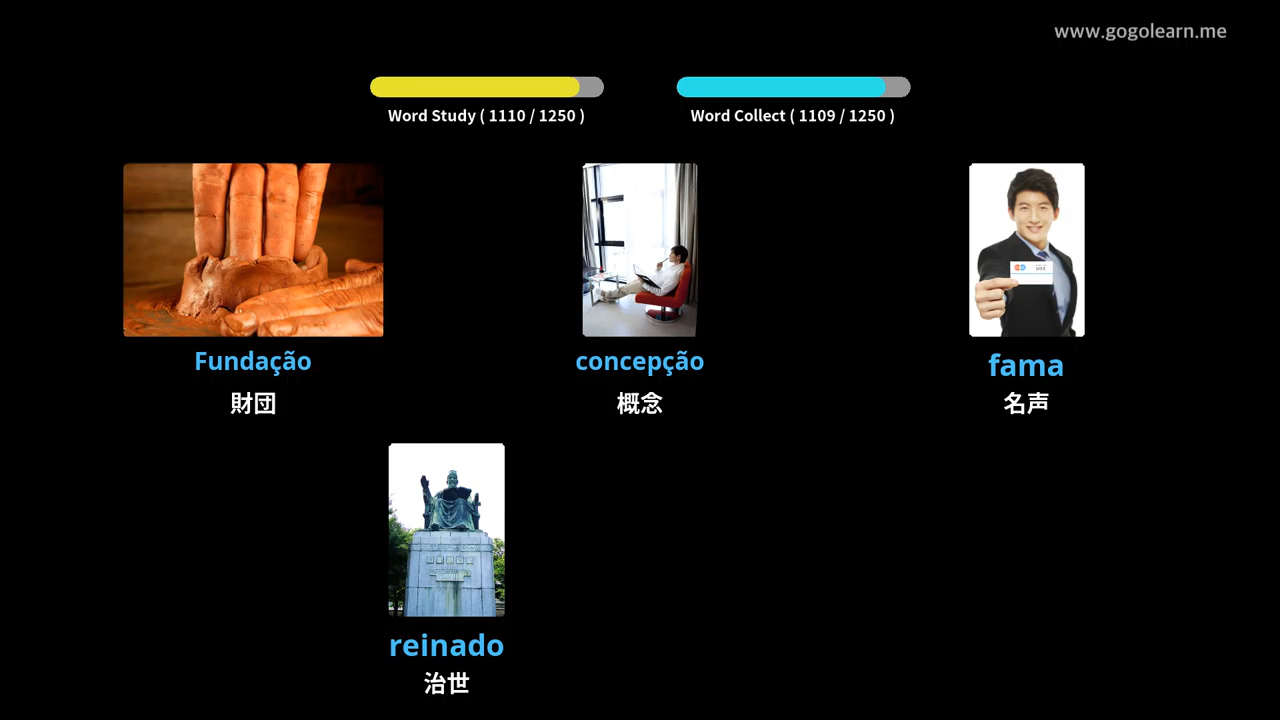 www.gogolearn.me
Word Study ( 1110 / 1250 )
Word Collect ( 1109 / 1250 )
Fundação
財団
concepção
概念
fama
名声
reinado
治世